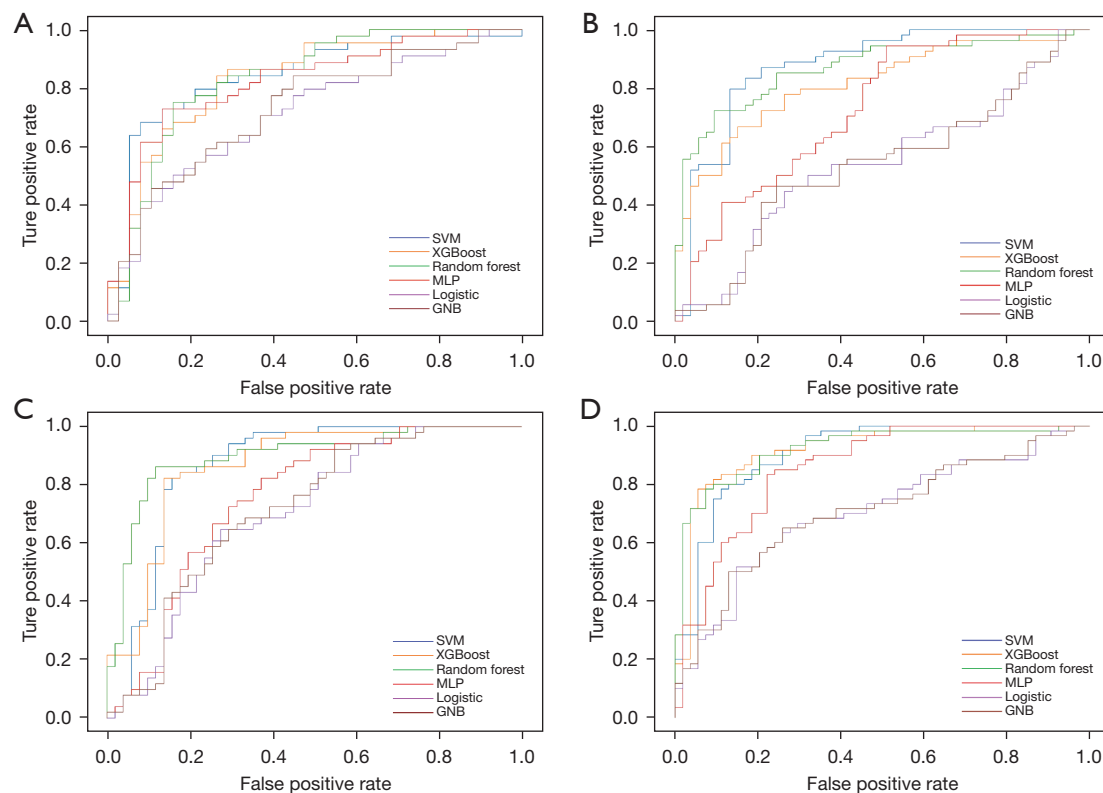 A
Ture positive rate
1.0
0.8
0.6
0.4
0.2
0.0
SVM
XGBoost
Random forest
MLP
Logistic
GNB
0.0 0.2 0.4 0.6 0.8 1.0
False positive rate
B
Ture positive rate
1.0
0.8
0.6
0.4
0.2
0.0
SVM
XGBoost
Random forest
MLP
Logistic
GNB
0.0 0.2 0.4 0.6 0.8 1.0
False positive rate
C
Ture positive rate
1.0
0.8
0.6
0.4
0.2
0.0
SVM
XGBoost
Random forest
MLP
Logistic
GNB
0.0 0.2 0.4 0.6 0.8 1.0
False positive rate
D
Ture positive rate
1.0
0.8
0.6
0.4
0.2
0.0
SVM
XGBoost
Random forest
MLP
Logistic
GNB
0.0 0.2 0.4 0.6 0.8 1.0
False positive rate